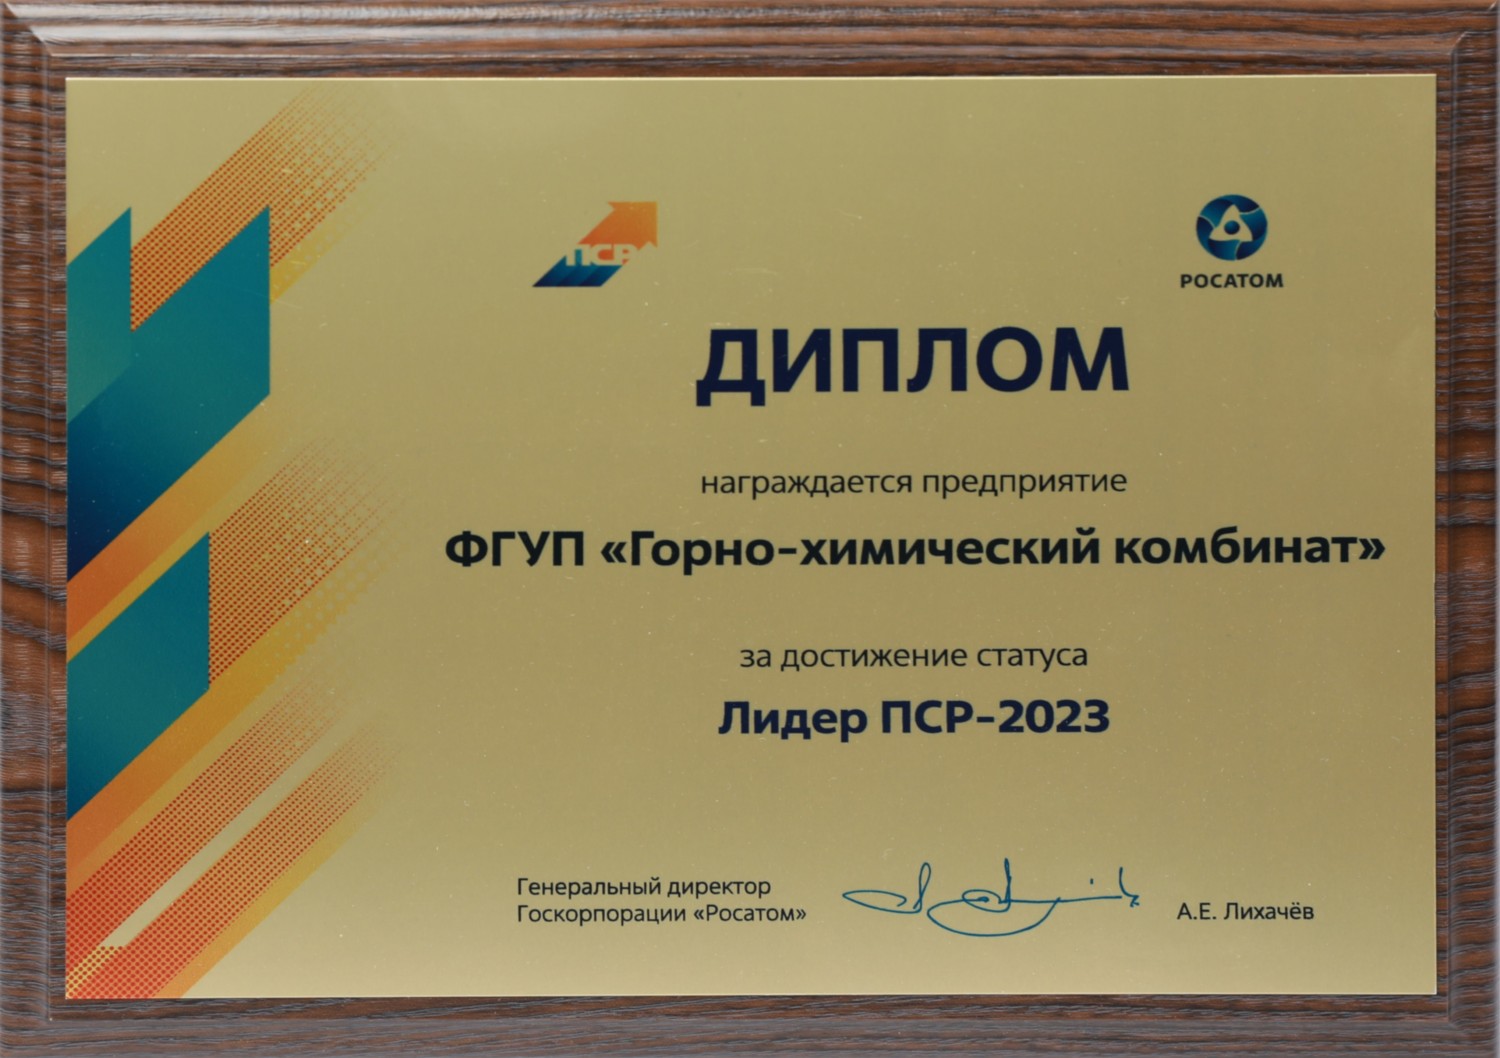 ПСР
РОСАТОМ
ДИПЛОМ
награждается предприятие
ФГУП «Горно-химический комбинат»
за достижение статуса
Лидер ПСР-2023
Генеральный директор
Госкорпорации «Росатом»
А.Е. Лихачёв